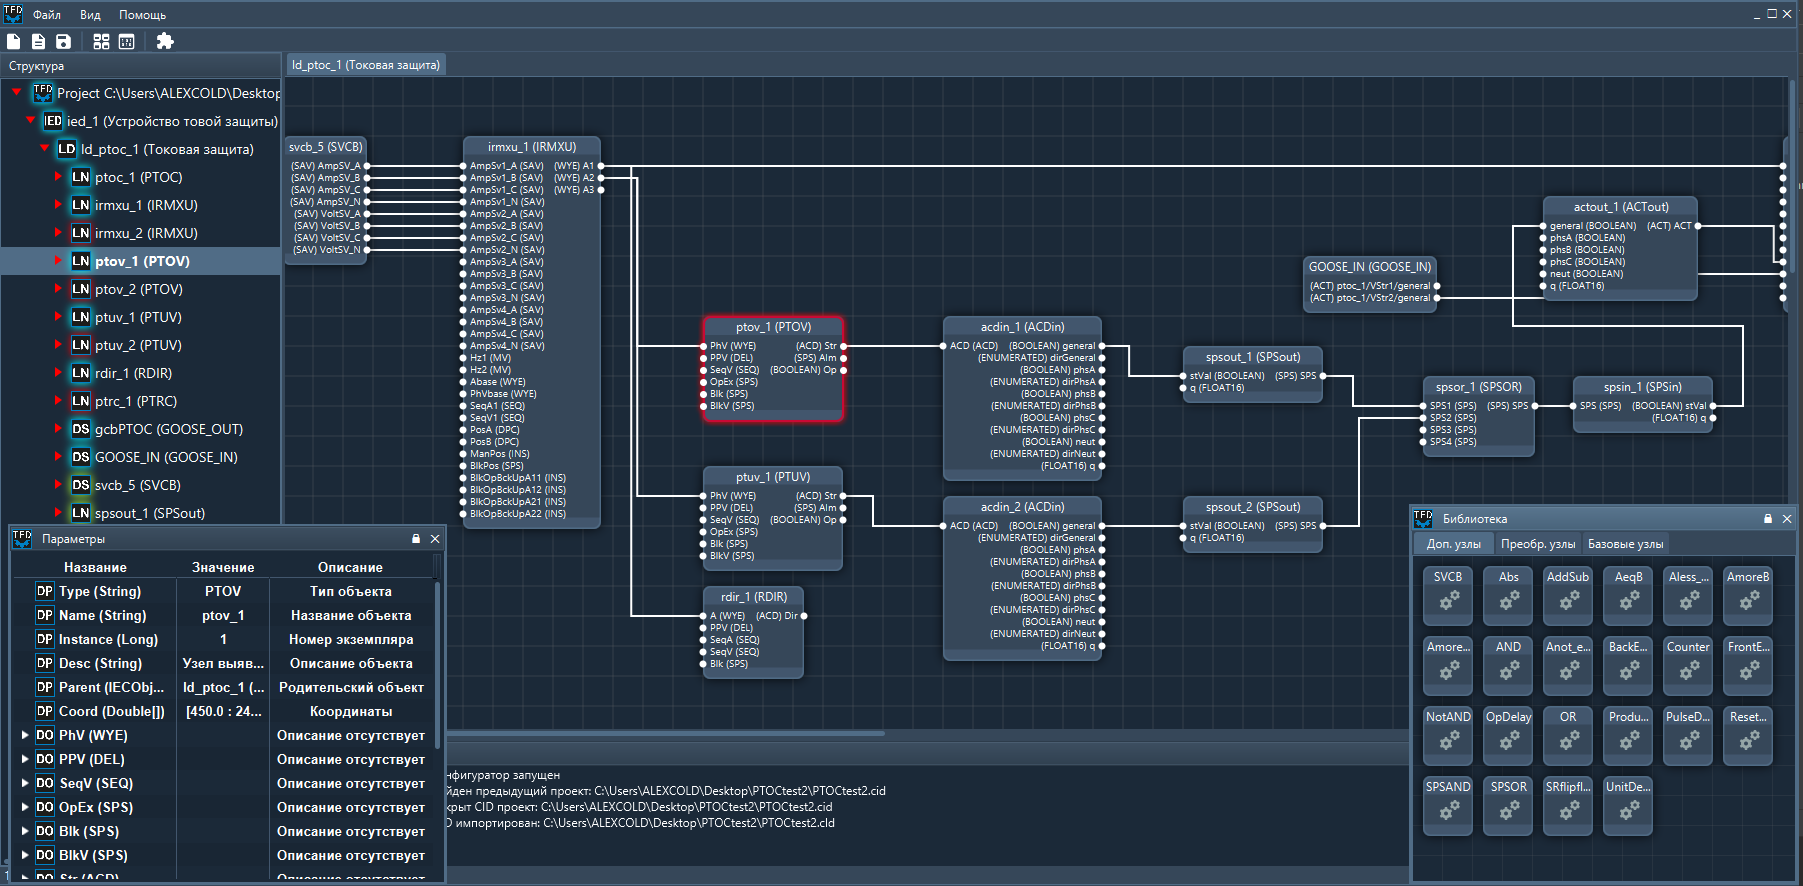 TFD Файл Вид Помощь
Структура
ld_ptoc_1 (Токовая защита)
TFD Project C:\Users\ALEXCOLD\Desktop
IED ied_1 (Устройство товой защиты)
LD ld_ptoc_1 (Токовая защита)
LN ptoc_1 (PTOC)
LN irmxu_1 (IRMXU)
LN irmxu_2 (IRMXU)
LN ptov_1 (PTOV)
LN ptov_2 (PTOV)
LN ptuv_1 (PTUV)
LN ptuv_2 (PTUV)
LN rdir_1 (RDIR)
LN ptrc_1 (PTRC)
DS gcbPTOC (GOOSE_OUT)
DS GOOSE_IN (GOOSE_IN)
DS svcb_5 (SVCB)
LN spsout_1 (SPSout)
svcb_5 (SVCB)
(SAV) AmpSV_A
(SAV) AmpSV_B
(SAV) AmpSV_C
(SAV) AmpSV_N
(SAV) VoltSV_A
(SAV) VoltSV_B
(SAV) VoltSV_C
(SAV) VoltSV_N
irmxu_1 (IRMXU)
AmpSv1_A (SAV) (WYE) A1
AmpSv1_B (SAV) (WYE) A2
AmpSv1_C (SAV) (WYE) A3
AmpSv1_N (SAV)
AmpSv2_A (SAV)
AmpSv2_B (SAV)
AmpSv2_C (SAV)
AmpSv2_N (SAV)
AmpSv3_A (SAV)
AmpSv3_B (SAV)
AmpSv3_C (SAV)
AmpSv3_N (SAV)
AmpSv4_A (SAV)
AmpSv4_B (SAV)
AmpSv4_C (SAV)
AmpSv4_N (SAV)
Hz1 (MV)
Hz2 (MV)
Abase (WYE)
PhVbase (WYE)
SeqA1 (SEQ)
SeqV1 (SEQ)
PosA (DPC)
PosB (DPC)
ManPos (INS)
BlkPos (SPS)
BlkOpBckUpA11 (INS)
BlkOpBckUpA12 (INS)
BlkOpBckUpA21 (INS)
BlkOpBckUpA22 (INS)
ptov_1 (PTOV)
PhV (WYE) (ACD) Str
PPV (DEL) (SPS) Alm
SeqV (SEQ) (BOOLEAN) Op
OpEx (SPS)
Blk (SPS)
BlkV (SPS)
ptuv_1 (PTUV)
PhV (WYE) (ACD) Str
PPV (DEL) (SPS) Alm
SeqV (SEQ) (BOOLEAN) Op
OpEx (SPS)
Blk (SPS)
BlkV (SPS)
rdir_1 (RDIR)
A (WYE) (ACD) Dir
PPV (DEL)
SeqA (SEQ)
SeqV (SEQ)
Blk (SPS)
acdin_1 (ACDin)
ACD (ACD) (BOOLEAN) general
(ENUMERATED) dirGeneral
(BOOLEAN) phsA
(ENUMERATED) dirPhsA
(BOOLEAN) phsB
(ENUMERATED) dirPhsB
(BOOLEAN) phsC
(ENUMERATED) dirPhsC
(BOOLEAN) neut
(ENUMERATED) dirNeut
(FLOAT16) q
acdin_2 (ACDin)
ACD (ACD) (BOOLEAN) general
(ENUMERATED) dirGeneral
(BOOLEAN) phsA
(ENUMERATED) dirPhsA
(BOOLEAN) phsB
(ENUMERATED) dirPhsB
(BOOLEAN) phsC
(ENUMERATED) dirPhsC
(BOOLEAN) neut
(ENUMERATED) dirNeut
(FLOAT16) q
spsout_1 (SPSout)
stVal (BOOLEAN) (SPS) SPS
q (FLOAT16)
spsout_2 (SPSout)
stVal (BOOLEAN) (SPS) SPS
q (FLOAT16)
GOOSE_IN (GOOSE_IN)
(ACT) ptoc_1/VStr1/general
(ACT) ptoc_1/VStr2/general
spsor_1 (SPSOR)
SPS1 (SPS) (SPS) SPS
SPS2 (SPS)
SPS3 (SPS)
SPS4 (SPS)
actout_1 (ACTout)
general (BOOLEAN) (ACT) ACT
phsA (BOOLEAN)
phsB (BOOLEAN)
phsC (BOOLEAN)
neut (BOOLEAN)
q (FLOAT16)
spsin_1 (SPSin)
SPS (SPS) (BOOLEAN) stVal
(FLOAT16) q
TFD Параметры
Название Значение Описание
DP Type (String) PTOV Тип объекта
DP Name (String) ptov_1 Название объекта
DP Instance (Long) 1 Номер экземпляра
DP Desc (String) Узел выяв... Описание объекта
DP Parent (IECObj... ld_ptoc_1 (... Родительский объект
DP Coord (Double[]) [450.0 : 24... Координаты
DO PhV (WYE) Описание отсутствует
DO PPV (DEL) Описание отсутствует
DO SeqV (SEQ) Описание отсутствует
DO OpEx (SPS) Описание отсутствует
DO Blk (SPS) Описание отсутствует
DO BlkV (SPS) Описание отсутствует
DO Str (ACD) Описание отсутствует
нфигуратор запущен
йден предыдущий проект: C:\Users\ALEXCOLD\Desktop\PTOCtest2\PTOCtest2.cid
крыт CID проект: C:\Users\ALEXCOLD\Desktop\PTOCtest2\PTOCtest2.cid
D импортирован: C:\Users\ALEXCOLD\Desktop\PTOCtest2\PTOCtest2.cld
TFD Библиотека
Доп. узлы Преобр. узлы Базовые узлы
SVCB Abs AddSub AeqB Aless_... AmoreB
Amore... AND Anot_e... BackE... Counter FrontE...
NotAND OpDelay OR Produ... PulseD... Reset...
SPSAND SPSOR SRflipfl... UnitDe...